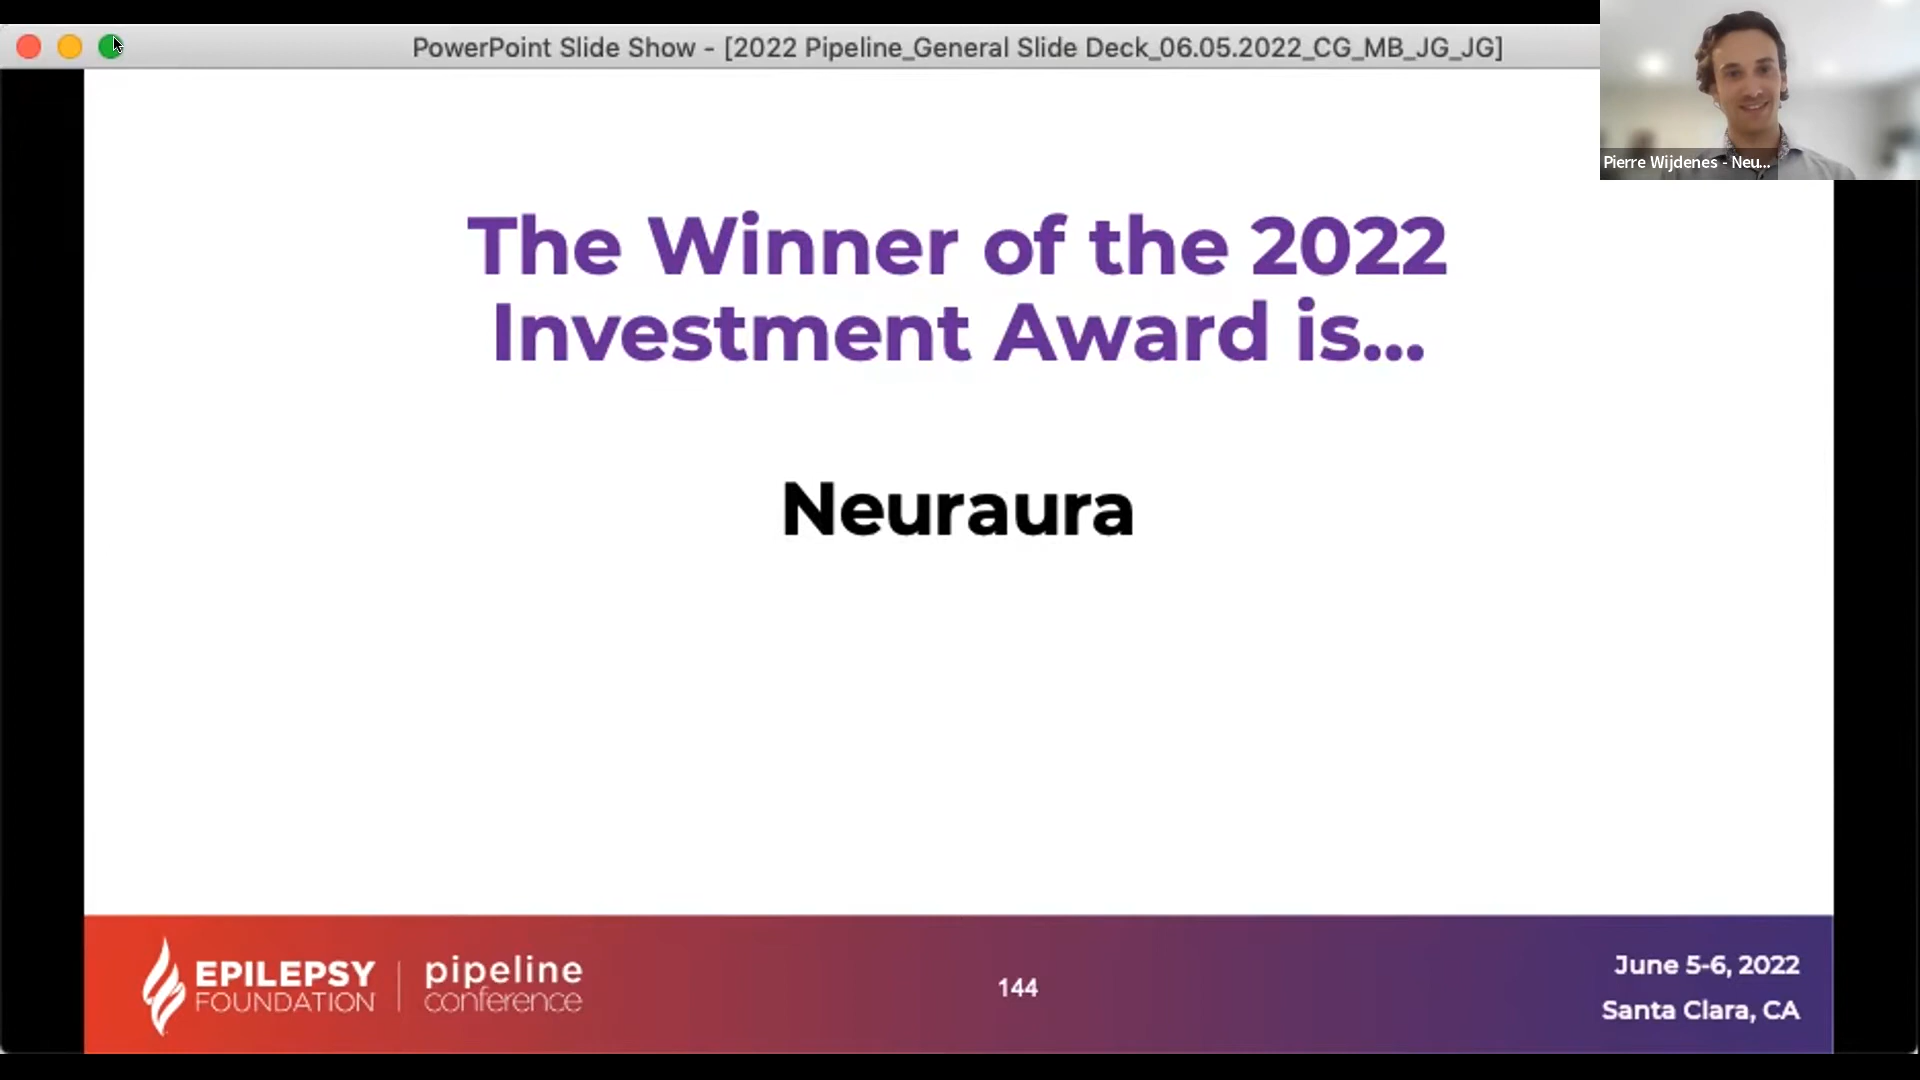 PowerPoint Slide Show - [2022 Pipeline_General Slide Deck_06.05.2022_CG_MB_JG_JG]
Pierre Wijdenes - Neu...
The Winner of the 2022
Investment Award is...
Neuraura
EPILEPSY
FOUNDATION
pipeline
conference
144
June 5-6, 2022
Santa Clara, CA